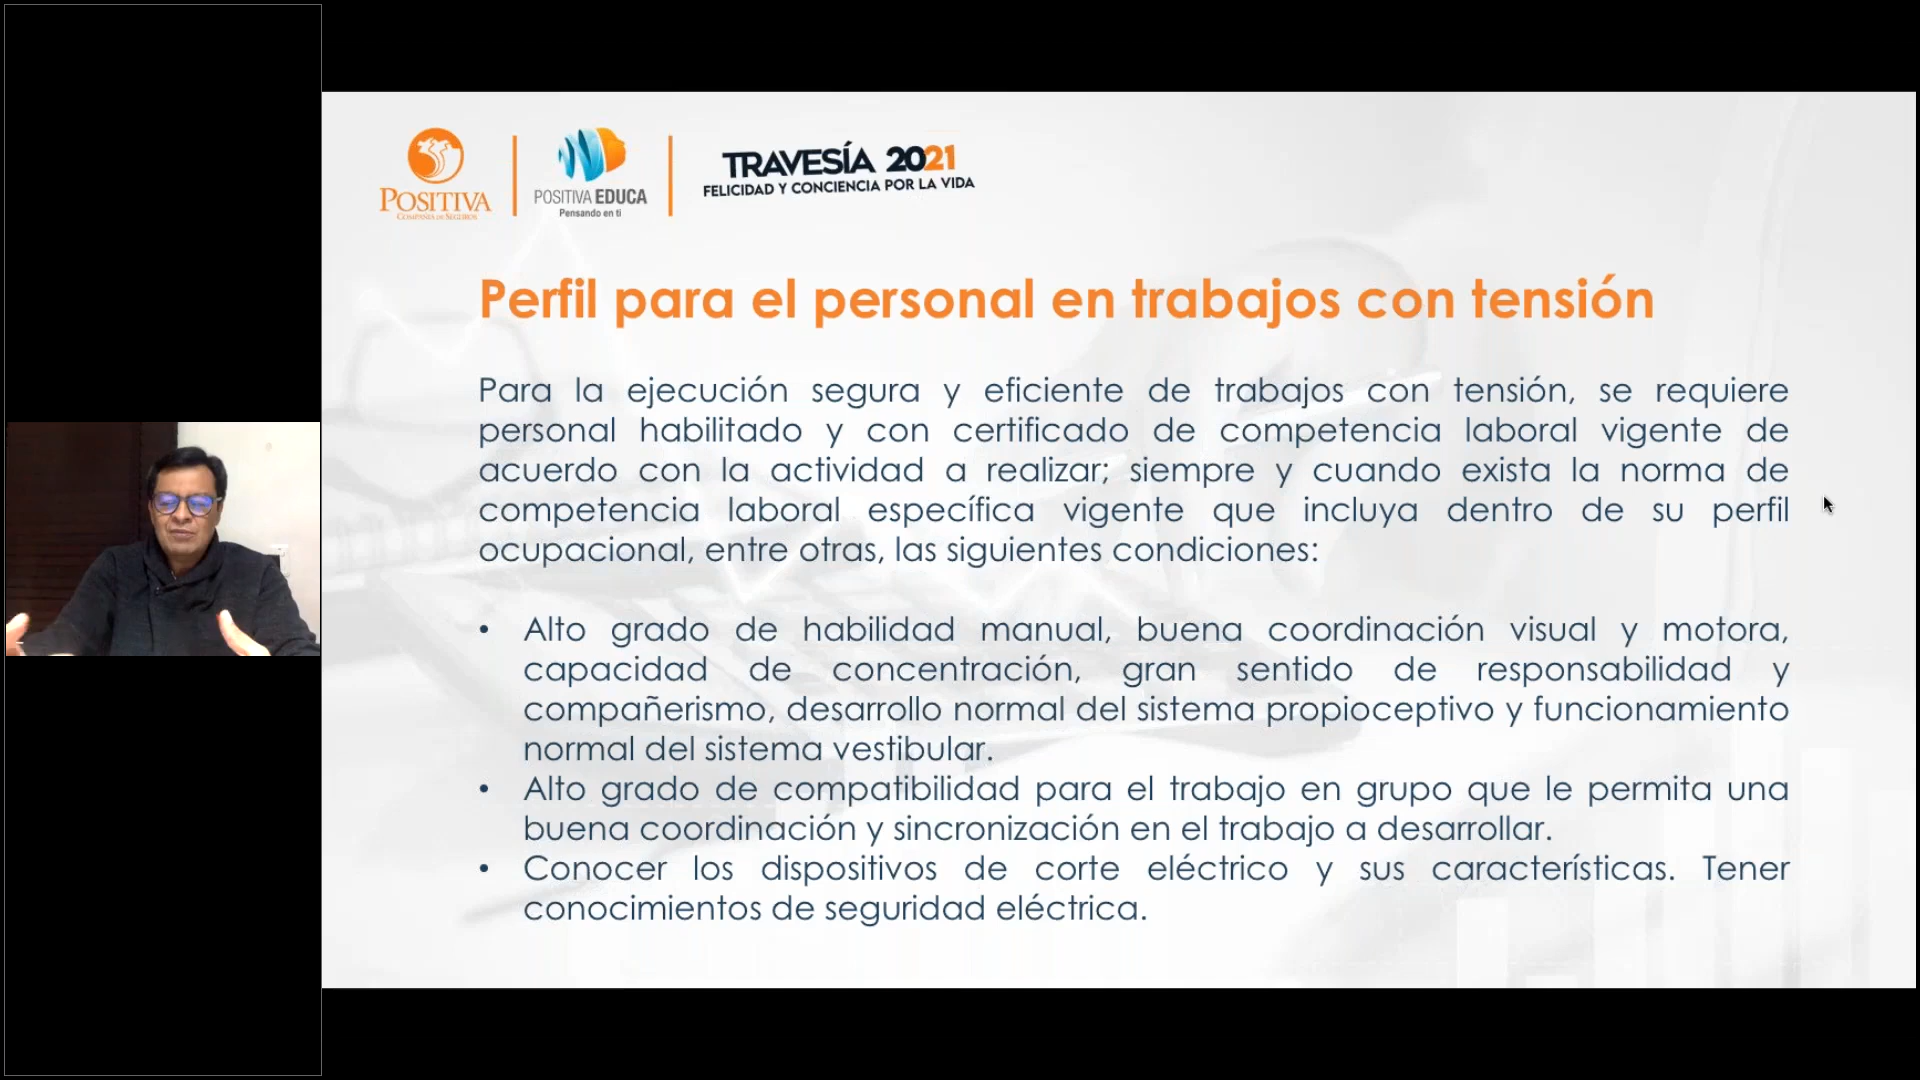 POSITIVA
COMPAÑÍA DE SEGUROS
POSITIVA EDUCA
Pensando en ti
TRAVESÍA 2021
FELICIDAD Y CONCIENCIA POR LA VIDA
Perfil para el personal en trabajos con tensión
Para la ejecución segura y eficiente de trabajos con tensión, se requiere
personal habilitado y con certificado de competencia laboral vigente de
acuerdo con la actividad a realizar; siempre y cuando exista la norma de
competencia laboral específica vigente que incluya dentro de su perfil
ocupacional, entre otras, las siguientes condiciones:
• Alto grado de habilidad manual, buena coordinación visual y motora,
capacidad de concentración, gran sentido de responsabilidad y
compañerismo, desarrollo normal del sistema propioceptivo y funcionamiento
normal del sistema vestibular.
• Alto grado de compatibilidad para el trabajo en grupo que le permita una
buena coordinación y sincronización en el trabajo a desarrollar.
• Conocer los dispositivos de corte eléctrico y sus características. Tener
conocimientos de seguridad eléctrica.